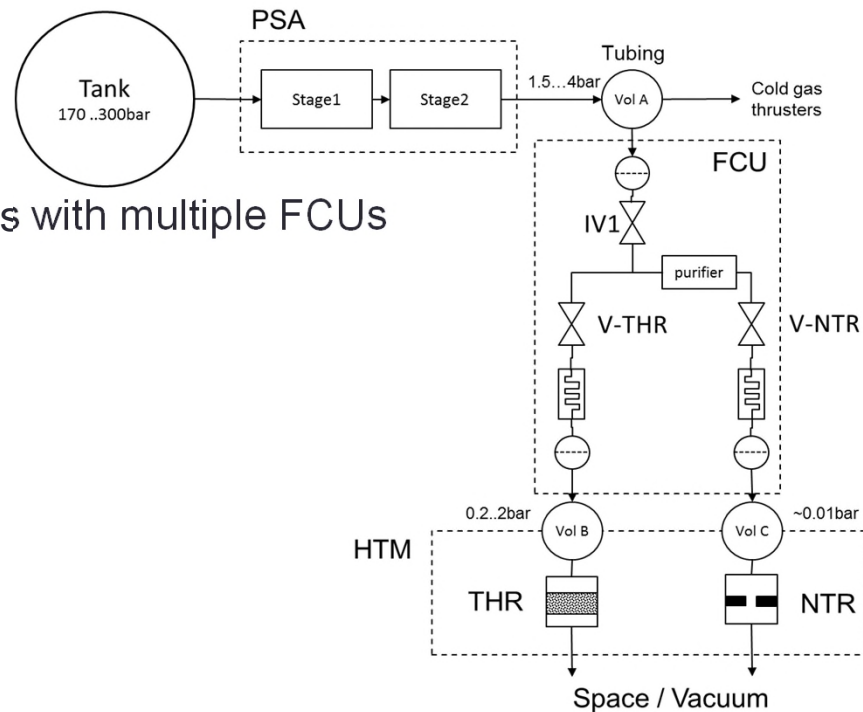 PSA
Tank
170 ..300bar
Stage1
Stage2
1.5...4bar
Tubing
Vol A
Cold gas
thrusters
s with multiple FCUs
FCU
IV1
purifier
V-THR
V-NTR
0.2..2bar
Vol B
Vol C
~0.01bar
HTM
THR
NTR
Space / Vacuum